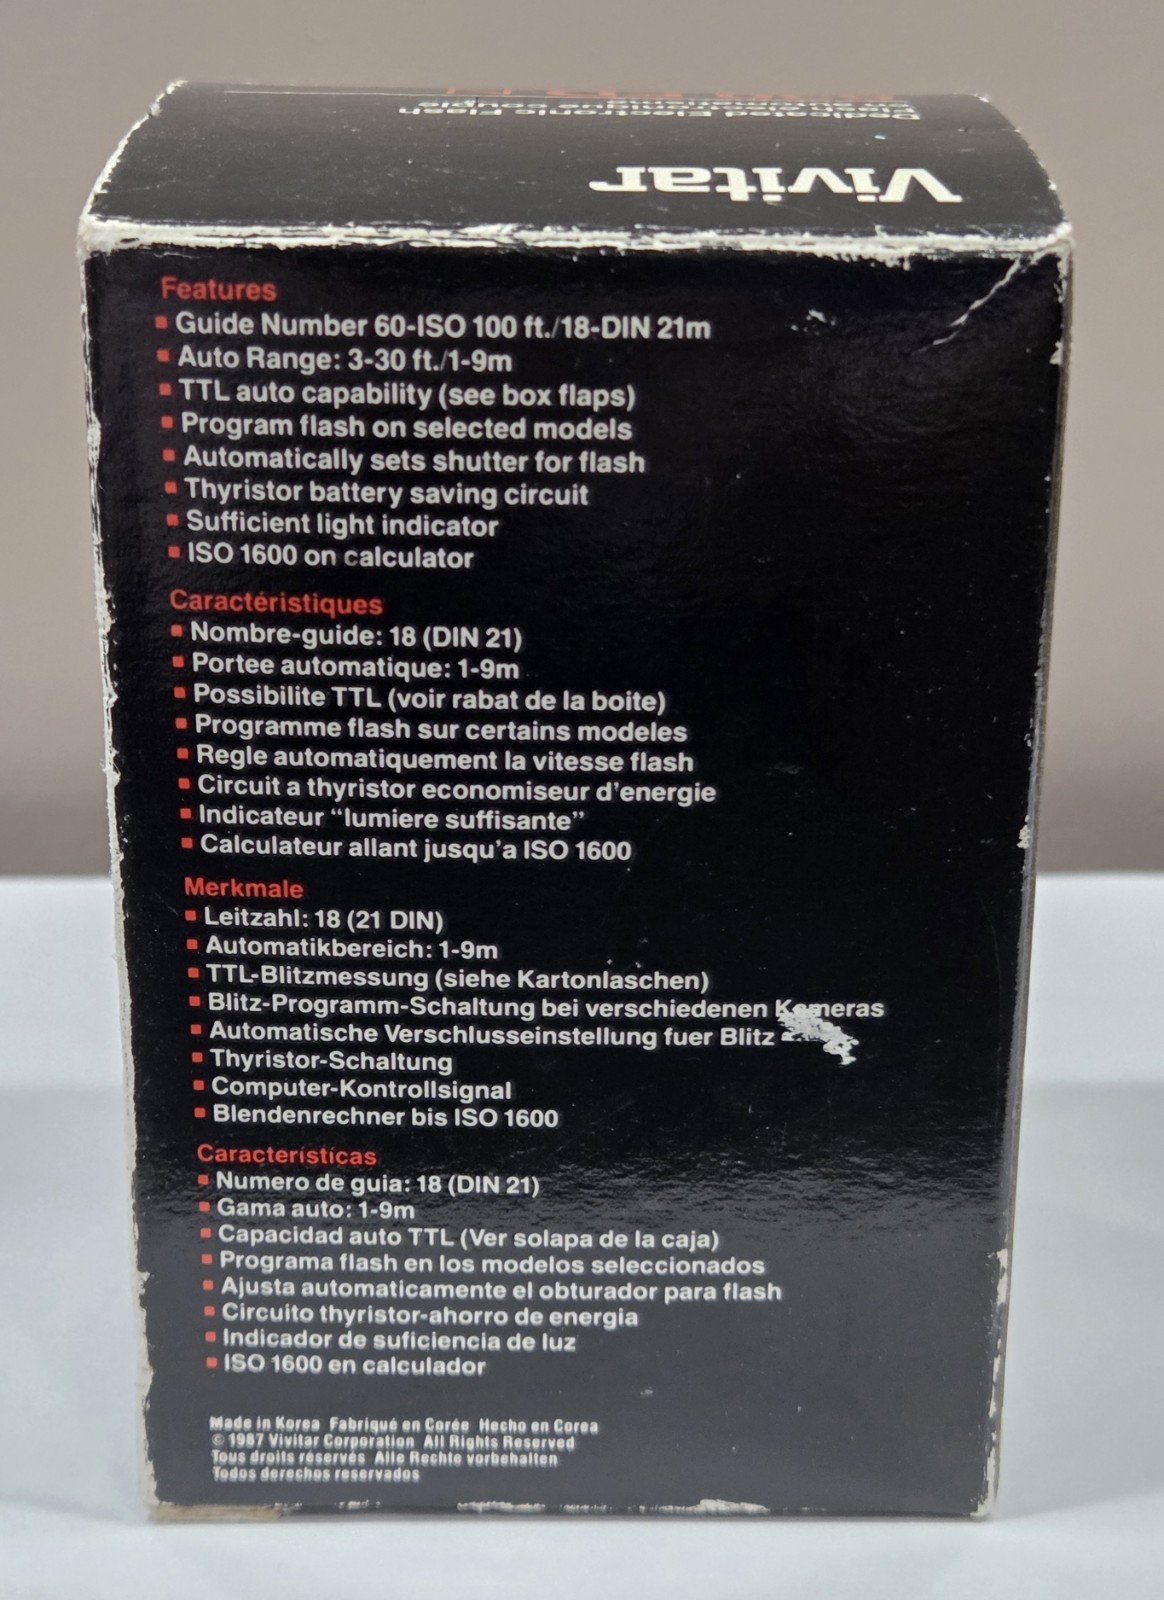 Dedicated Electronic Flash
Vivitar
Features
Guide Number 60-ISO 100 ft./18-DIN 21m
Auto Range: 3-30 ft./1-9m
TTL auto capability (see box flaps)
Program flash on selected models
Automatically sets shutter for flash
Thyristor battery saving circuit
Sufficient light indicator
ISO 1600 on calculator
Caractéristiques
Nombre-guide: 18 (DIN 21)
Portee automatique: 1-9m
Possibilite TTL (voir rabat de la boite)
Programme flash sur certains modeles
Regle automatiquement la vitesse flash
Circuit a thyristor economiseur d'energie
Indicateur "lumiere suffisante"
Calculateur allant jusqu'a ISO 1600
Merkmale
Leitzahl: 18 (21 DIN)
Automatikbereich: 1-9m
TTL-Blitzmessung (siehe Kartonlaschen)
Blitz-Programm-Schaltung bei verschiedenen Kameras
Automatische Verschlusseinstellung fuer Blitz
Thyristor-Schaltung
Computer-Kontrollsignal
Blendenrechner bis ISO 1600
Características
Numero de guia: 18 (DIN 21)
Gama auto: 1-9m
Capacidad auto TTL (Ver solapa de la caja)
Programa flash en los modelos seleccionados
Ajusta automaticamente el obturador para flash
Circuito thyristor-ahorro de energia
Indicador de suficiencia de luz
ISO 1600 en calculador
Made in Korea Fabriqué en Corée Hecho en Corea
© 1987 Vivitar Corporation All Rights Reserved
Tous droits réservés Alle Rechte vorbehalten
Todos derechos reservados